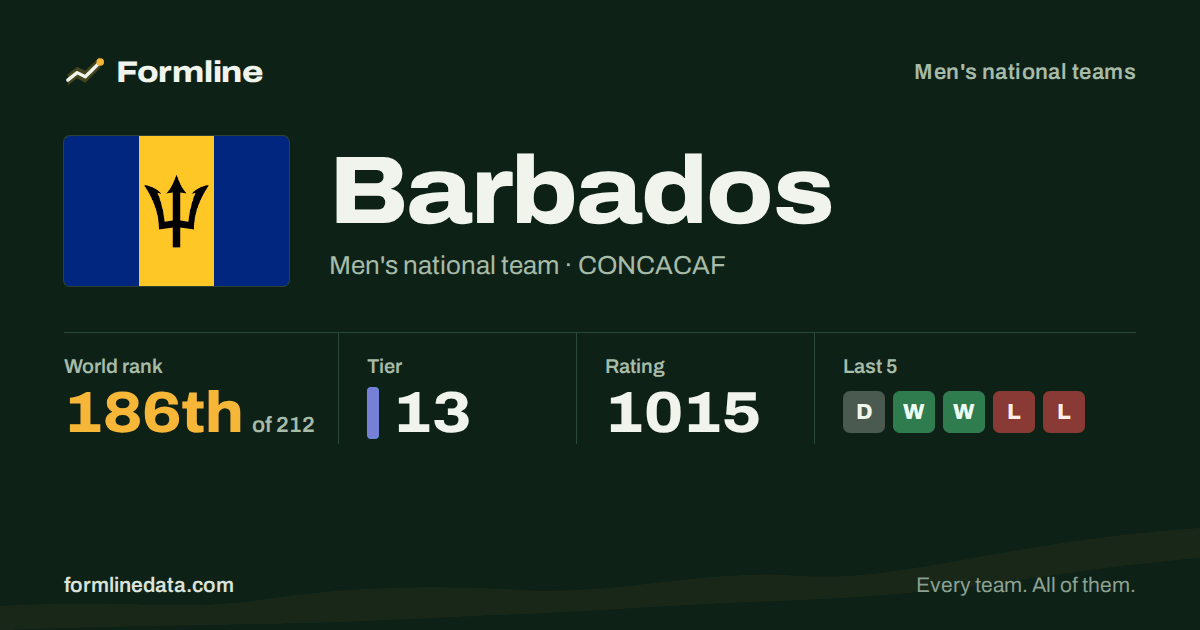 Formline
Men's national teams
Barbados
Men's national team · CONCACAF
World rank
186th of 212
Tier
13
Rating
1015
Last 5
D W W L L
formlinedata.com
Every team. All of them.